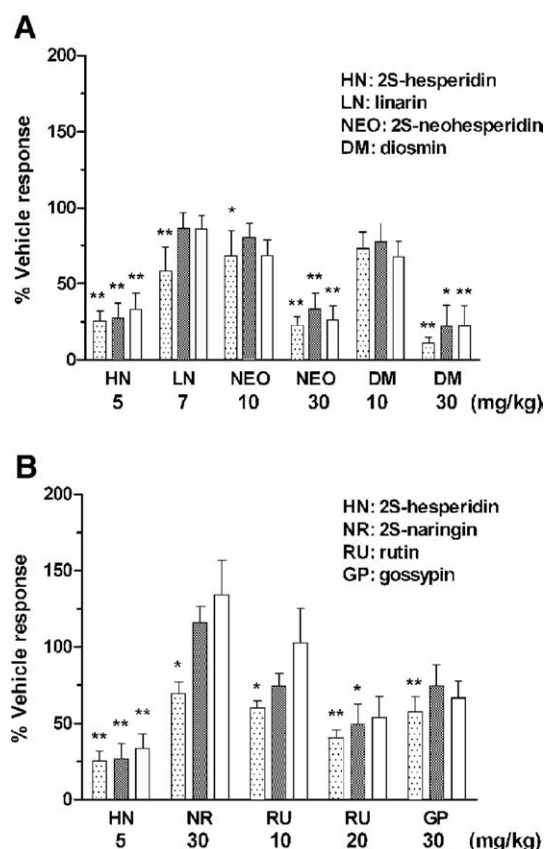 A
200
150
100
50
0
% Vehicle response
HN: 2S-hesperidin
LN: linarin
NEO: 2S-neohesperidin
DM: diosmin
** ** ** ** * ** ** ** ** * **
HN LN NEO NEO DM DM
5 7 10 30 10 30 (mg/kg)
B
200
150
100
50
0
% Vehicle response
HN: 2S-hesperidin
NR: 2S-naringin
RU: rutin
GP: gossypin
** ** ** * * ** * **
HN NR RU RU GP
5 30 10 20 30 (mg/kg)